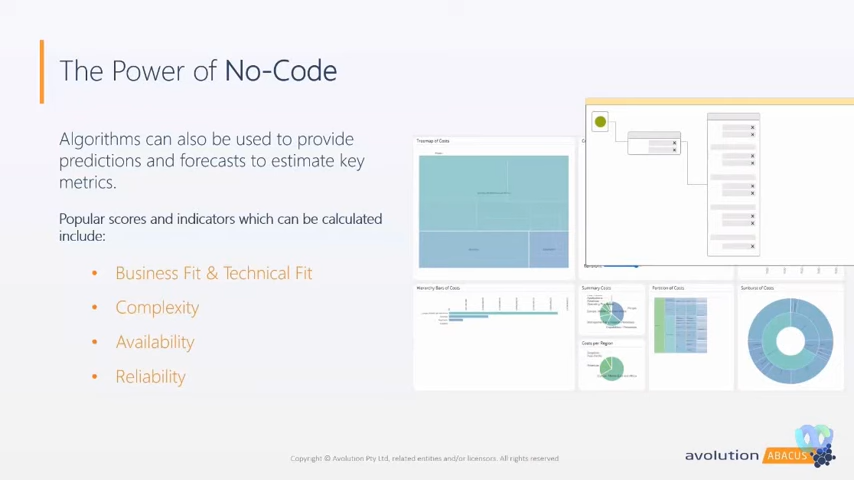 The Power of No-Code
Algorithms can also be used to provide
predictions and forecasts to estimate key
metrics.
Popular scores and indicators which can be calculated
include:
• Business Fit & Technical Fit
• Complexity
• Availability
• Reliability
Treemap of Costs
Hierarchy Bars of Costs
Summary Costs
Costs per Region
Partition of Costs
Sunburst of Costs
Copyright © Avolution Pty Ltd, related entities and/or licensors. All rights reserved
avolution ABACUS